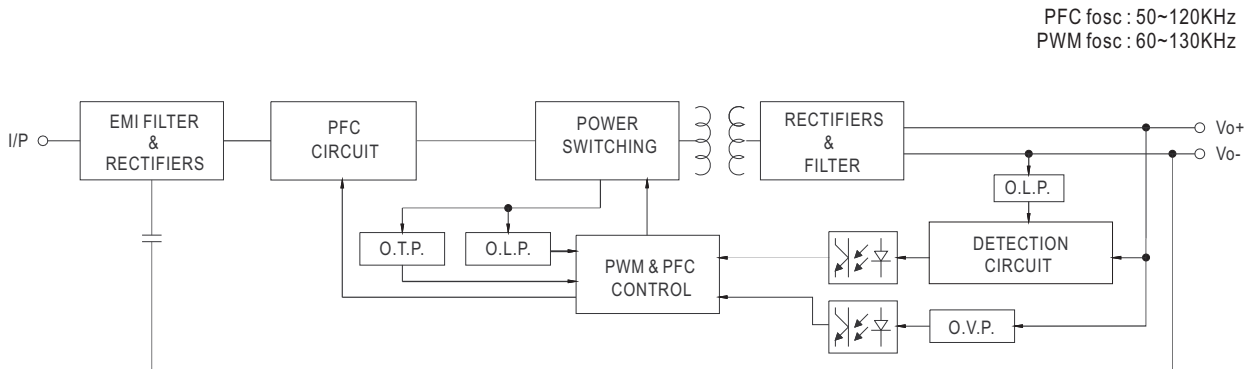 PFC fosc : 50~120KHz
PWM fosc : 60~130KHz
I/P
EMI FILTER
&
RECTIFIERS
PFC
CIRCUIT
POWER
SWITCHING
RECTIFIERS
&
FILTER
Vo+
Vo-
O.L.P.
O.T.P.
O.L.P.
PWM & PFC
CONTROL
DETECTION
CIRCUIT
O.V.P.